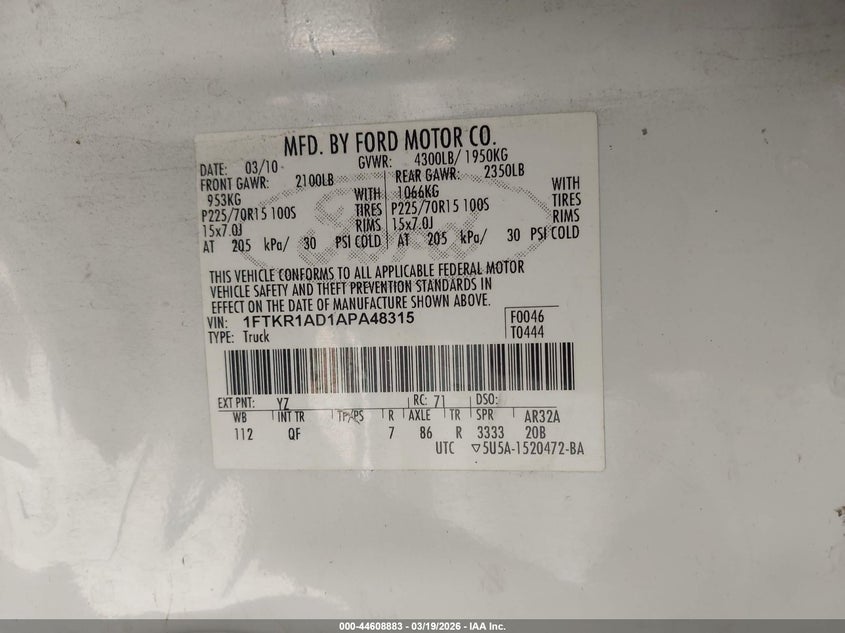 MFD. BY FORD MOTOR CO.
DATE: 03/10 GVWR: 4300LB/ 1950KG
FRONT GAWR: 2100LB REAR GAWR: 2350LB
953KG WITH 1066KG WITH
P225/70R15 100S TIRES P225/70R15 100S TIRES
15x7.0J RIMS 15x7.0J RIMS
AT 205 kPa/ 30 PSI COLD AT 205 kPa/ 30 PSI COLD
THIS VEHICLE CONFORMS TO ALL APPLICABLE FEDERAL MOTOR
VEHICLE SAFETY AND THEFT PREVENTION STANDARDS IN
EFFECT ON THE DATE OF MANUFACTURE SHOWN ABOVE.
VIN: 1FTKR1AD1APA48315 F0046
TYPE: Truck T0444
EXT PNT: YZ RC: 71 DSO:
WB INT TR TP/PS R AXLE TR SPR AR32A
112 QF 7 86 R 3333 20B
UTC ▽5U5A-1520472-BA
000-44608883 | 03/19/2026 - IAA Inc.